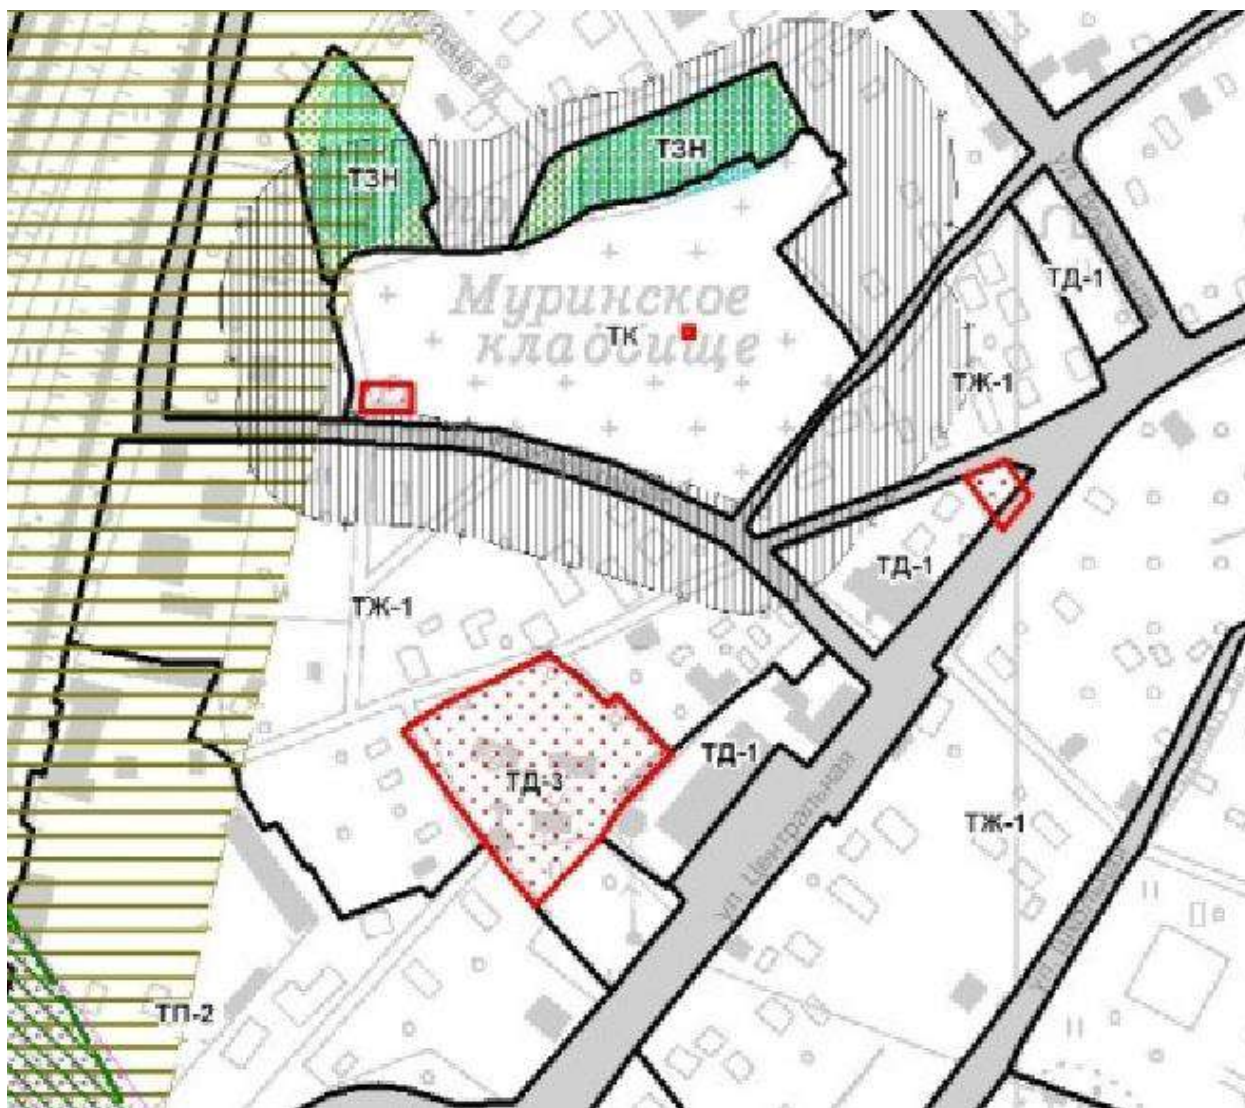 ТЗН
ТЗН
ТД-1
Муринское
ТК
кладбище
ТЖ-1
ТД-1
ТЖ-1
ТД-1
ТД-3
ул. Центральная
ТЖ-1
ТП-2